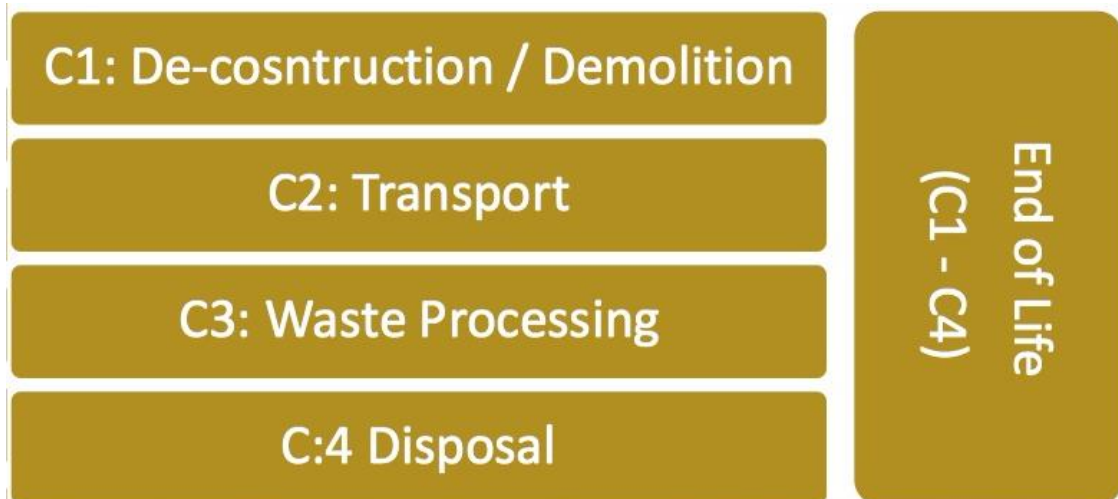 C1: De-cosntruction / Demolition
C2: Transport
C3: Waste Processing
C:4 Disposal
End of Life
(C1 - C4)